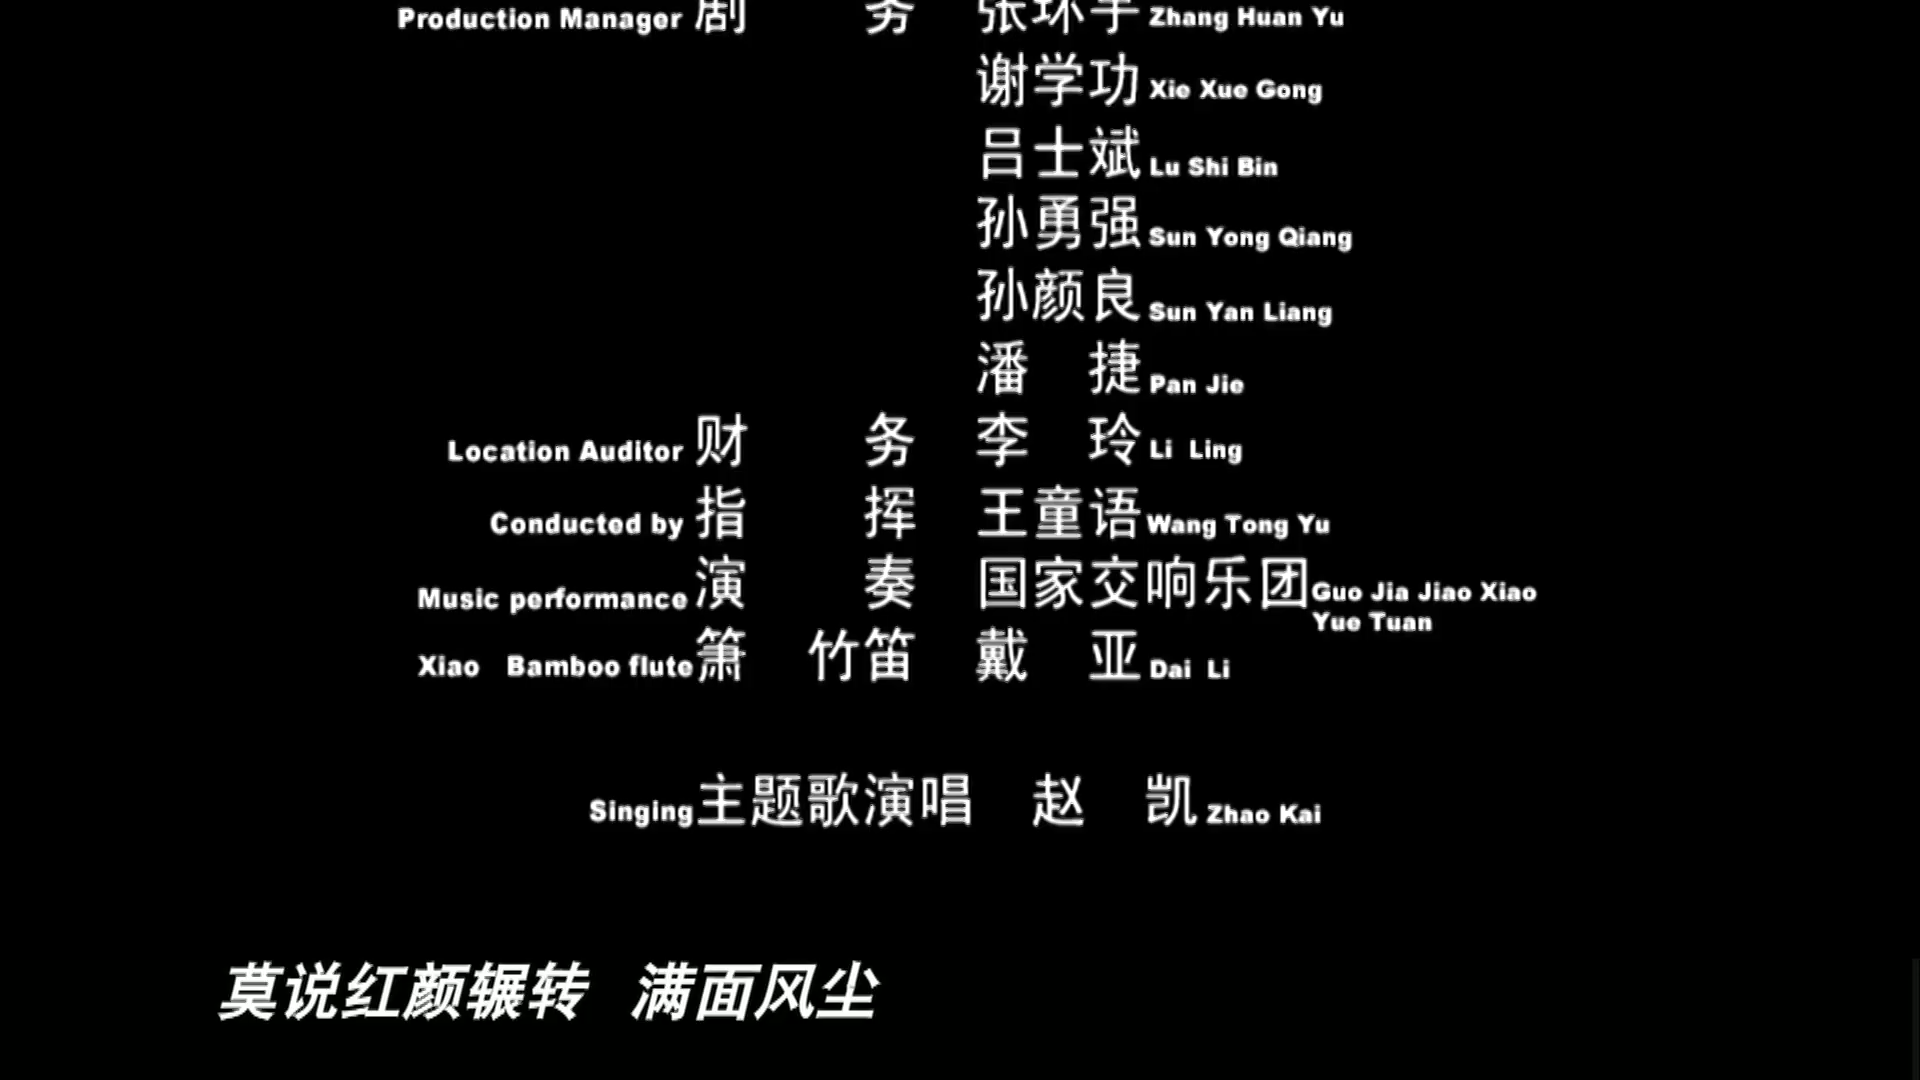 Production Manager 剧 务 张环宇 Zhang Huan Yu
谢学功 Xie Xue Gong
吕士斌 Lu Shi Bin
孙勇强 Sun Yong Qiang
孙颜良 Sun Yan Liang
潘 捷 Pan Jie
Location Auditor 财 务 李 玲 Li Ling
Conducted by 指 挥 王童语 Wang Tong Yu
Music performance 演 奏 国家交响乐团 Guo Jia Jiao Xiao
Yue Tuan
Xiao Bamboo flute 箫 竹笛 戴 亚 Dai Li
Singing 主题歌演唱 赵 凯 Zhao Kai
莫说红颜辗转 满面风尘